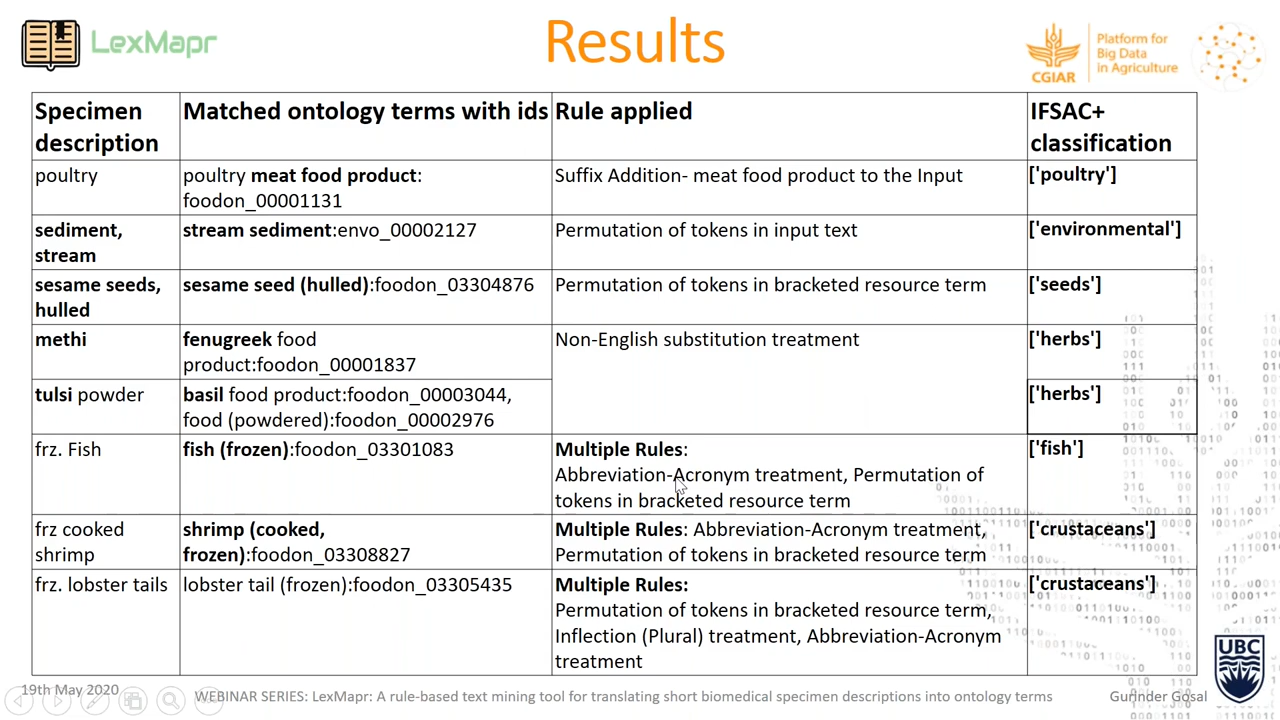 LexMapr
Results
CGIAR
Platform for
Big Data
in Agriculture
Specimen
description
Matched ontology terms with ids
Rule applied
IFSAC+
classification
poultry
poultry meat food product:
foodon_00001131
Suffix Addition- meat food product to the Input
['poultry']
sediment,
stream
stream sediment:envo_00002127
Permutation of tokens in input text
['environmental']
sesame seeds,
hulled
sesame seed (hulled):foodon_03304876
Permutation of tokens in bracketed resource term
['seeds']
methi
fenugreek food
product:foodon_00001837
Non-English substitution treatment
['herbs']
tulsi powder
basil food product:foodon_00003044,
food (powdered):foodon_00002976
['herbs']
frz. Fish
fish (frozen):foodon_03301083
Multiple Rules:
Abbreviation-Acronym treatment, Permutation of
tokens in bracketed resource term
['fish']
frz cooked
shrimp
shrimp (cooked,
frozen):foodon_03308827
Multiple Rules: Abbreviation-Acronym treatment,
Permutation of tokens in bracketed resource term
['crustaceans']
frz. lobster tails
lobster tail (frozen):foodon_03305435
Multiple Rules:
Permutation of tokens in bracketed resource term,
Inflection (Plural) treatment, Abbreviation-Acronym
treatment
['crustaceans']
UBC
19th May 2020
WEBINAR SERIES: LexMapr: A rule-based text mining tool for translating short biomedical specimen descriptions into ontology terms
Gurinder Gosal